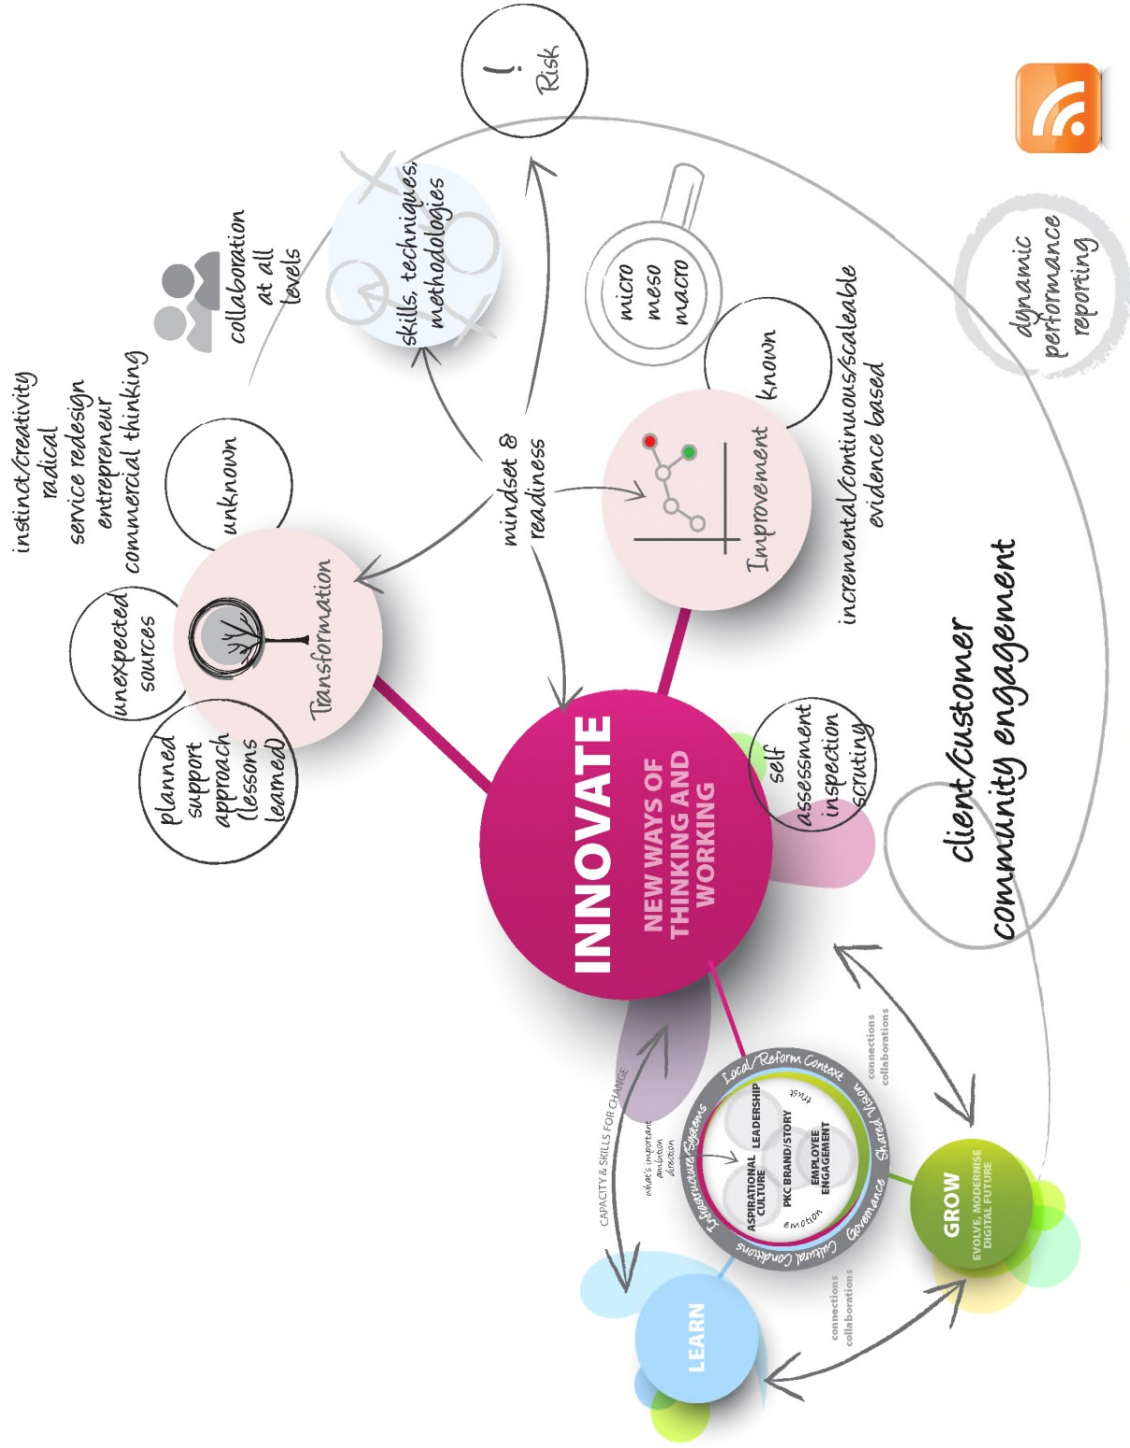 instinct/creativity
radical
service redesign
entrepreneur
commercial thinking
collaboration
at all
levels
unexpected
sources
unknown
planned
support
approach
(lessons
learned)
Transformation
skills, techniques,
methodologies
!
Risk
mindset &
readiness
micro
meso
macro
known
Improvement
incremental/continuous/scaleable
evidence based
INNOVATE
NEW WAYS OF
THINKING AND
WORKING
self
assessment
inspection
scrutiny
client/customer
community engagement
dynamic
performance
reporting
CAPACITY & SKILLS FOR CHANGE
what's important
ambition
direction
Infrastructure/Systems
Local/Reform Context
Shared Vision
Governance
Cultural Conditions
ASPIRATIONAL
CULTURE
LEADERSHIP
trust
PKC BRAND/STORY
EMPLOYEE
ENGAGEMENT
emotion
connections
collaborations
LEARN
connections
collaborations
GROW
EVOLVE, MODERNISE
DIGITAL FUTURE